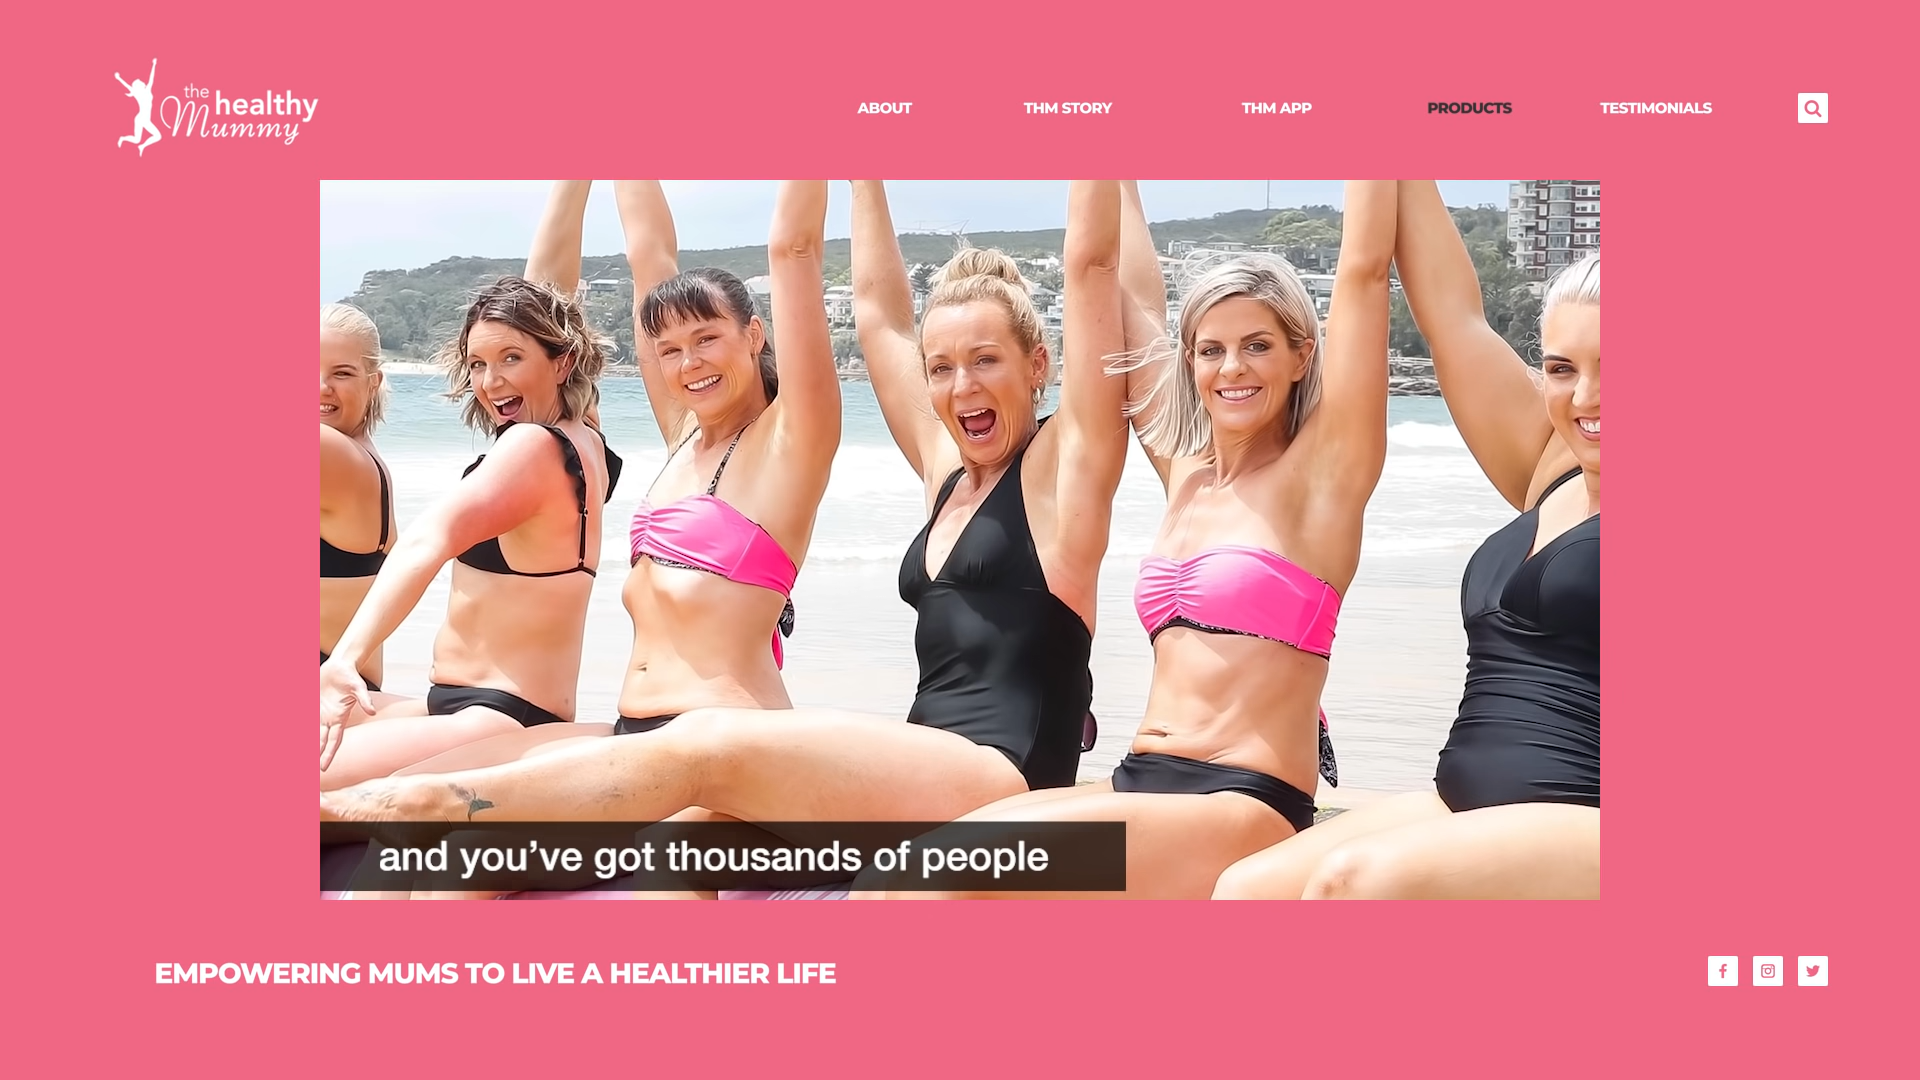 the healthy
Mummy
ABOUT
THM STORY
THM APP
PRODUCTS
TESTIMONIALS
and you’ve got thousands of people
EMPOWERING MUMS TO LIVE A HEALTHIER LIFE